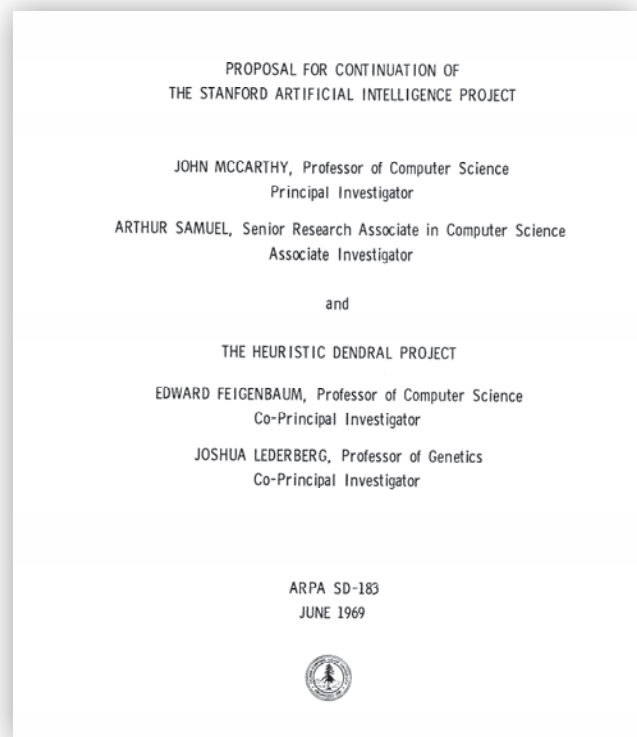 PROPOSAL FOR CONTINUATION OF
THE STANFORD ARTIFICIAL INTELLIGENCE PROJECT
JOHN MCCARTHY, Professor of Computer Science
Principal Investigator
ARTHUR SAMUEL, Senior Research Associate in Computer Science
Associate Investigator
and
THE HEURISTIC DENDRAL PROJECT
EDWARD FEIGENBAUM, Professor of Computer Science
Co-Principal Investigator
JOSHUA LEDERBERG, Professor of Genetics
Co-Principal Investigator
ARPA SD-183
JUNE 1969